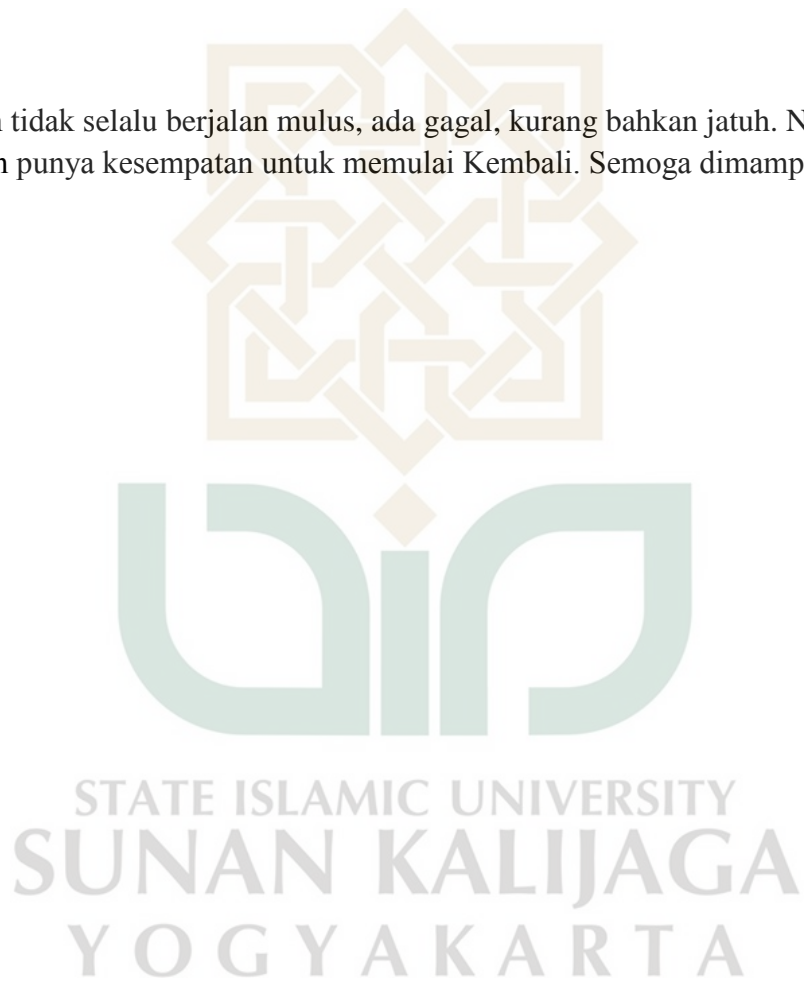 tidak selalu berjalan mulus, ada gagal, kurang bahkan jatuh.
punya kesempatan untuk memulai Kembali. Semoga
uin
STATE ISLAMIC UNIVERSITY
SUNAN KALIJAGA
YOGYAKARTA